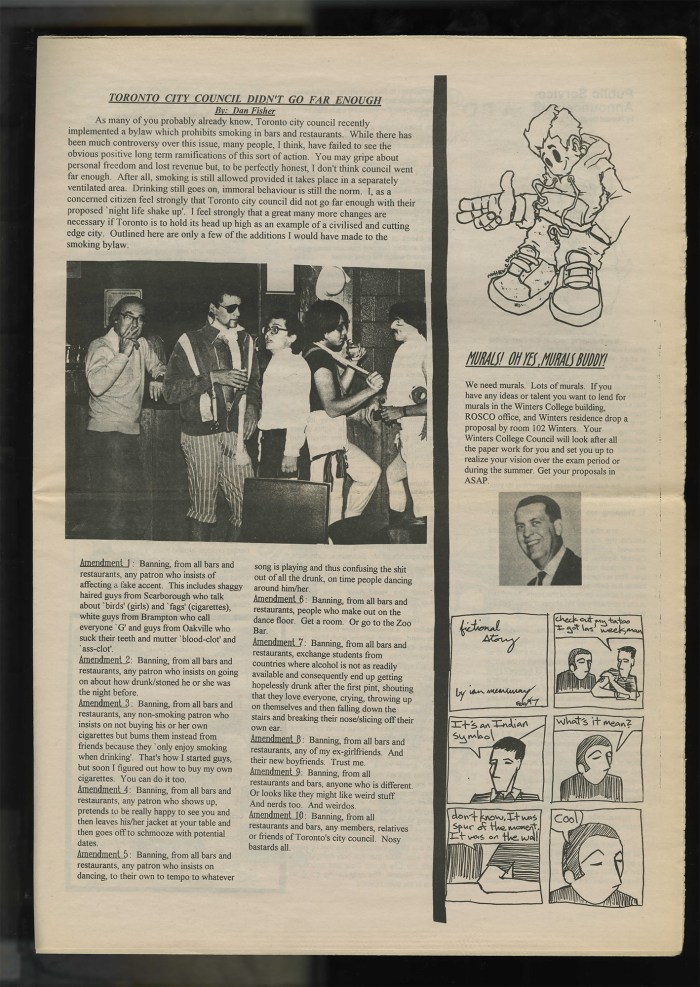 TORONTO CITY COUNCIL DIDN'T GO FAR ENOUGH
By: Dan Fisher
As many of you probably already know, Toronto city council recently
implemented a bylaw which prohibits smoking in bars and restaurants. While there has
been much controversy over this issue, many people, I think, have failed to see the
obvious positive long term ramifications of this sort of action. You may gripe about
personal freedom and lost revenue but, to be perfectly honest, I don't think council went
far enough. After all, smoking is still allowed provided it takes place in a separately
ventilated area. Drinking still goes on, immoral behaviour is still the norm. I, as a
concerned citizen feel strongly that Toronto city council did not go far enough with their
proposed `night life shake up'. I feel strongly that a great many more changes are
necessary if Toronto is to hold its head up high as an example of a civilised and cutting
edge city. Outlined here are only a few of the additions I would have made to the
smoking bylaw.
Amendment 1: Banning, from all bars and
restaurants, any patron who insists of
affecting a fake accent. This includes shaggy
haired guys from Scarborough who talk
about `birds' (girls) and `fags' (cigarettes),
white guys from Brampton who call
everyone `G' and guys from Oakville who
suck their teeth and mutter `blood-clot' and
`ass-clot'.
Amendment 2: Banning, from all bars and
restaurants, any patron who insists on going
on about how drunk/stoned he or she was
the night before.
Amendment 3: Banning, from all bars and
restaurants, any non-smoking patron who
insists on not buying his or her own
cigarettes but bums them instead from
friends because they `only enjoy smoking
when drinking'. That's how I started guys,
but soon I figured out how to buy my own
cigarettes. You can do it too.
Amendment 4: Banning, from all bars and
restaurants, any patron who shows up,
pretends to be really happy to see you and
then leaves his/her jacket at your table and
then goes off to schmooze with potential
dates.
Amendment 5: Banning, from all bars and
restaurants, any patron who insists on
dancing, to their own to tempo to whatever
song is playing and thus confusing the shit
out of all the drunk, on time people dancing
around him/her.
Amendment 6: Banning, from all bars and
restaurants, people who make out on the
dance floor. Get a room. Or go to the Zoo
Bar.
Amendment 7: Banning, from all bars and
restaurants, exchange students from
countries where alcohol is not as readily
available and consequently end up getting
hopelessly drunk after the first pint, shouting
that they love everyone, crying, throwing up
on themselves and then falling down the
stairs and breaking their nose/slicing off their
own ear.
Amendment 8: Banning, from all bars and
restaurants, any of my ex-girlfriends. And
their new boyfriends. Trust me.
Amendment 9: Banning, from all
restaurants and bars, anyone who is different.
Or looks like they might like weird stuff.
And nerds too. And weirdos.
Amendment 10: Banning, from all
restaurants and bars, any members, relatives
or friends of Toronto's city council. Nosy
bastards all.
MURALS! OH YES, MURALS BUDDY!
We need murals. Lots of murals. If you
have any ideas or talent you want to lend for
murals in the Winters College building,
ROSCO office, and Winters residence drop a
proposal by room 102 Winters. Your
Winters College Council will look after all
the paper work for you and set you up to
realize your vision over the exam period or
during the summer. Get your proposals in
ASAP.
fictional
story
by ian
check out my tatoo
I got las' week, man
It's an Indian
symbol
what's it mean?
don't know, It was
spur of the moment,
It was on the wall
Cool